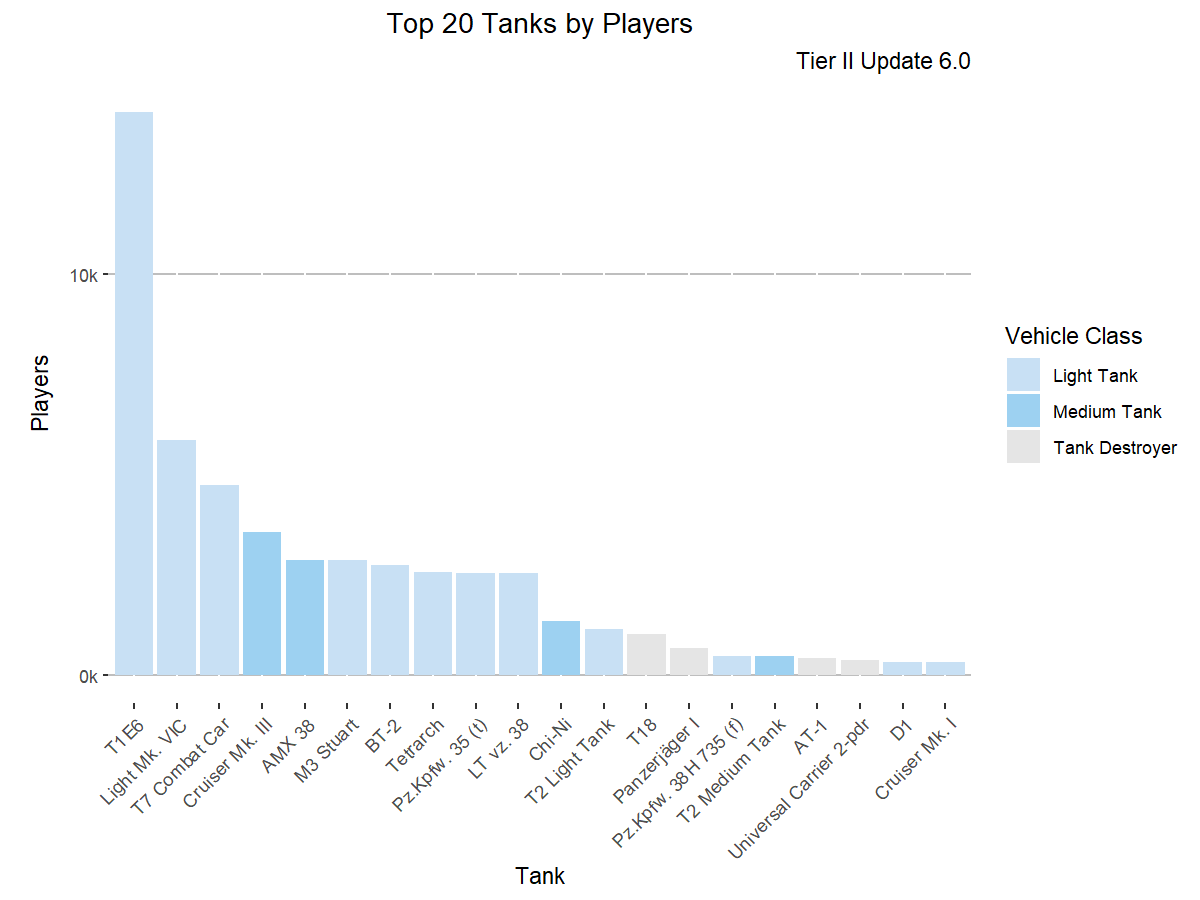 Top 20 Tanks by Players
Tier II Update 6.0
10k
0k
Players
T1E6
Light Mk. VIC
T7 Combat Car
Cruiser Mk. III
AMX 38
M3 Stuart
BT-2
Tetrarch
Pz.Kpfw. 35 (t)
LT vz. 38
Chi-Ni
T2 Light Tank
T18
Panzerjäger I
Pz.Kpfw. 38H 735 (f)
T2 Medium Tank
AT-1
Universal Carrier 2-pdr
D1
Cruiser Mk. I
Tank
Vehicle Class
Light Tank
Medium Tank
Tank Destroyer